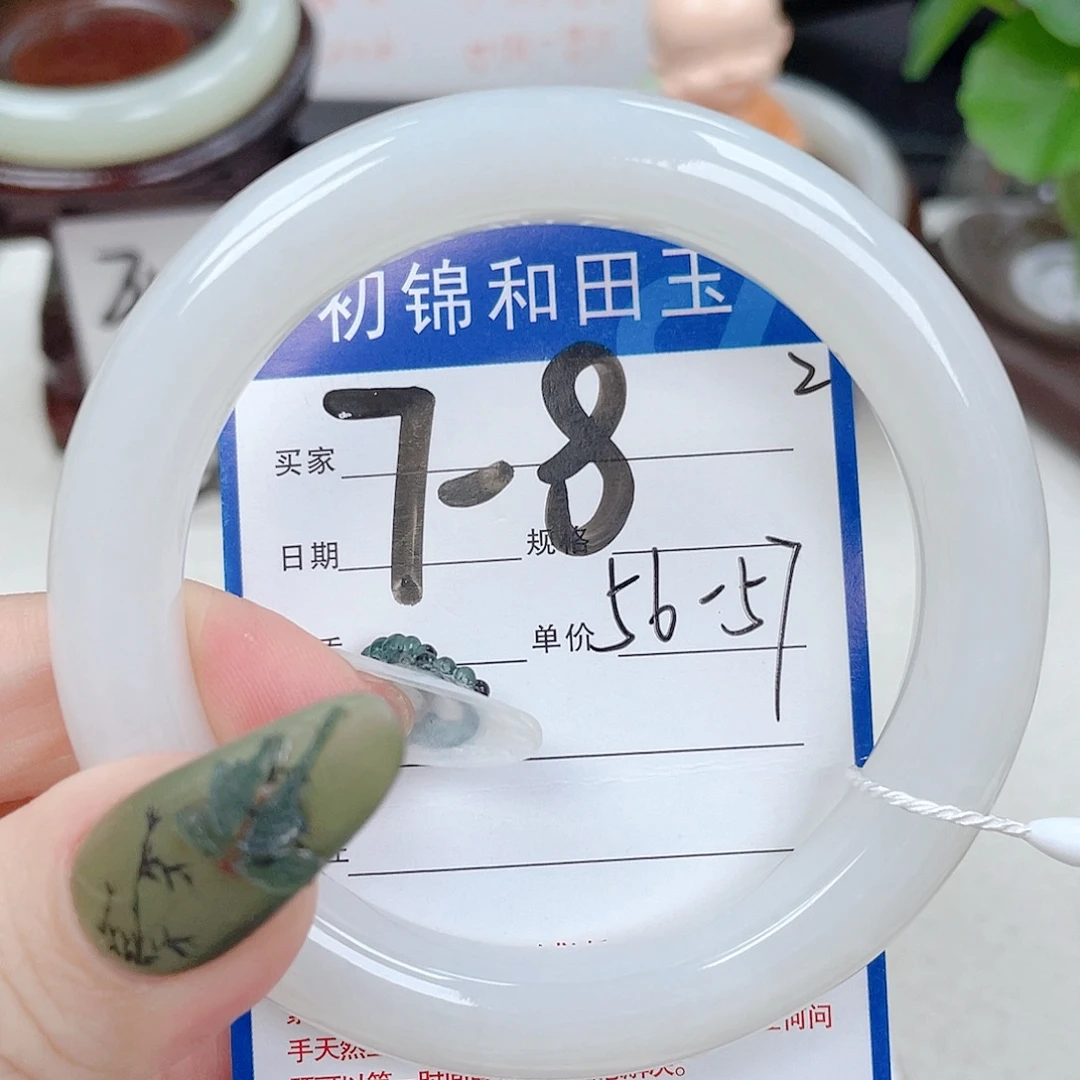 初锦和田玉
2
7-8
买家
日期 规格
单价 56-57
手天然